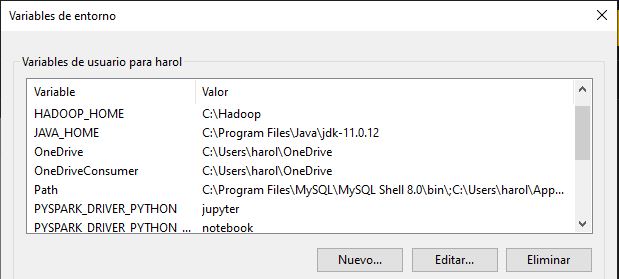 Variables de entorno
Variables de usuario para harol
Variable Valor
HADOOP_HOME C:\Hadoop
JAVA_HOME C:\Program Files\Java\jdk-11.0.12
OneDrive C:\Users\harol\OneDrive
OneDriveConsumer C:\Users\harol\OneDrive
Path C:\Program Files\MySQL\MySQL Shell 8.0\bin\;C:\Users\harol\App...
PYSPARK_DRIVER_PYTHON jupyter
PYSPARK_DRIVER_PYTHON_... notebook
Nuevo... Editar... Eliminar